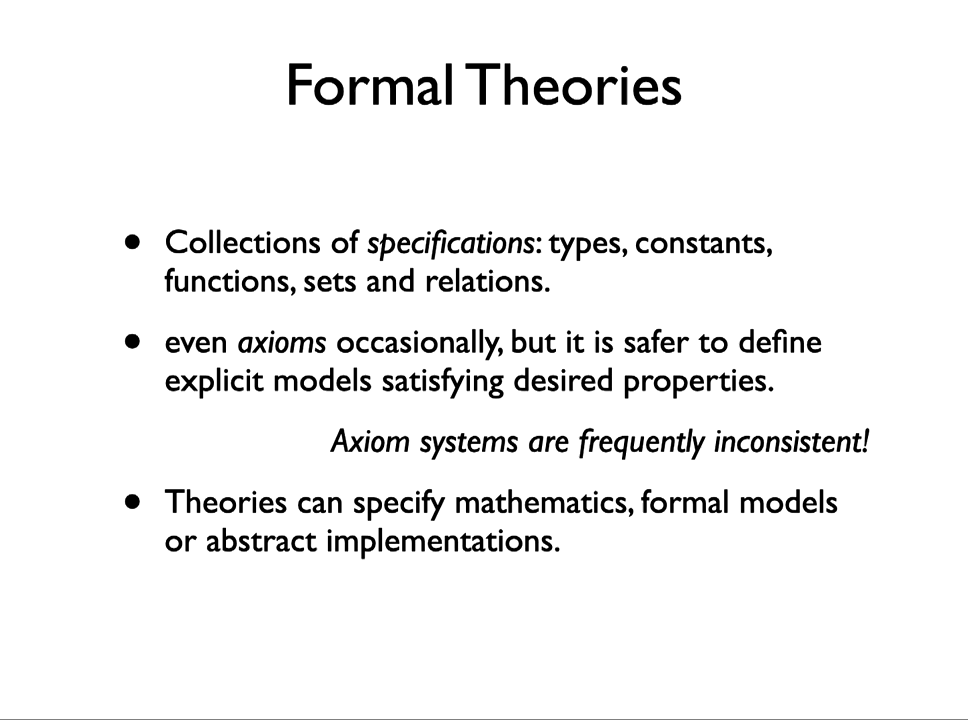 Formal Theories
• Collections of specifications: types, constants,
functions, sets and relations.
• even axioms occasionally, but it is safer to define
explicit models satisfying desired properties.
Axiom systems are frequently inconsistent!
• Theories can specify mathematics, formal models
or abstract implementations.